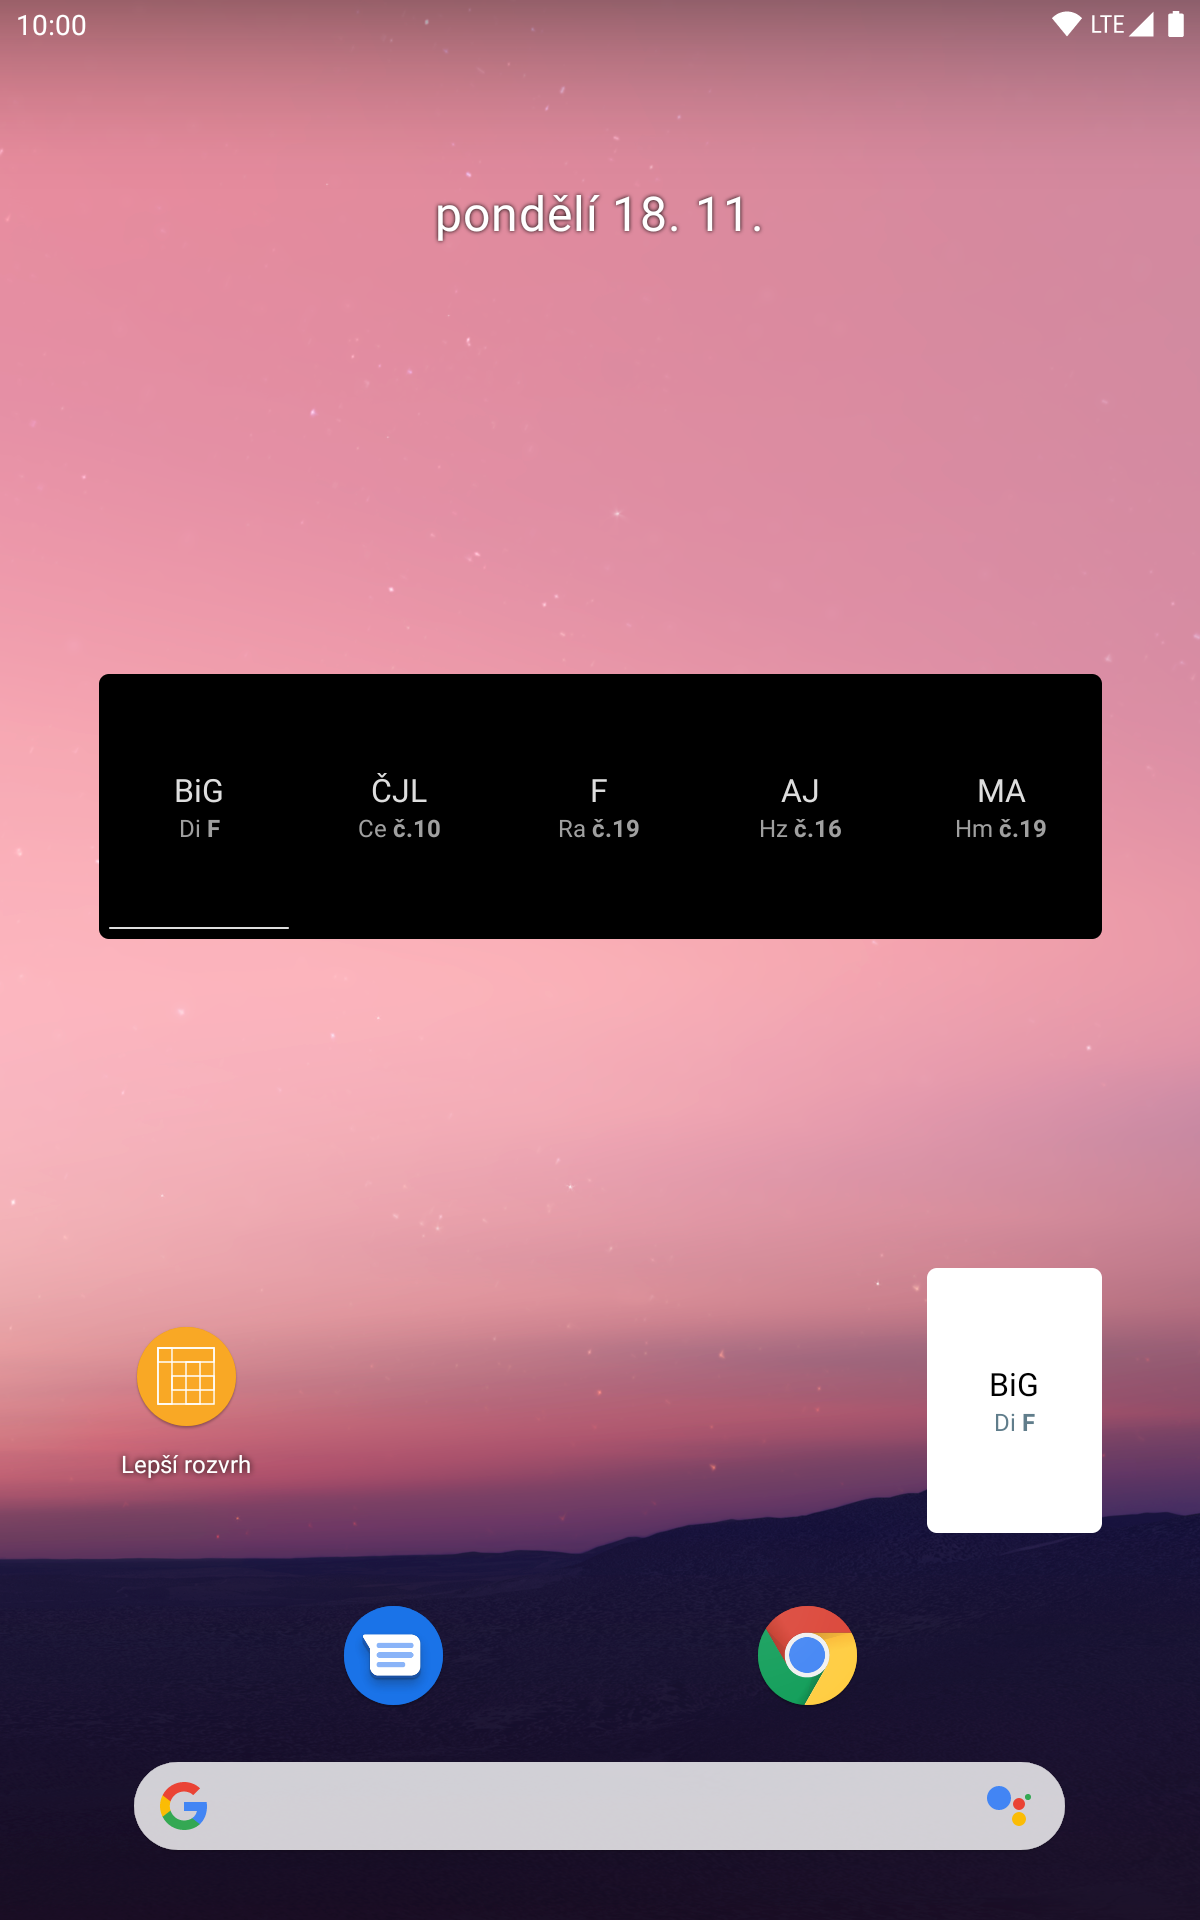 10:00
LTE
pondělí 18. 11.
BiG ČJL F AJ MA
Di F Ce č.10 Ra č.19 Hz č.16 Hm č.19
BiG
Di F
Lepší rozvrh